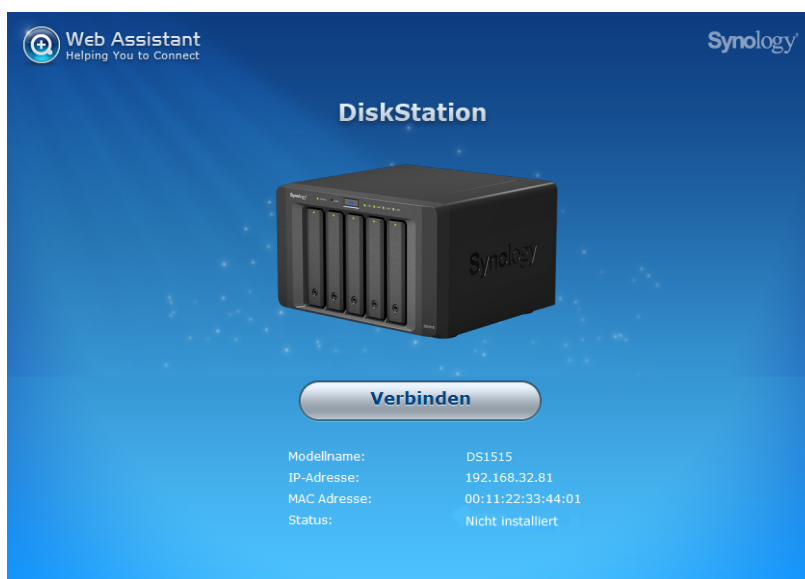 Web Assistant
Helping You to Connect
Synology
DiskStation
Synology
Synology
Verbinden
Modellname: DS1515
IP-Adresse: 192.168.32.81
MAC Adresse: 00:11:22:33:44:01
Status: Nicht installiert